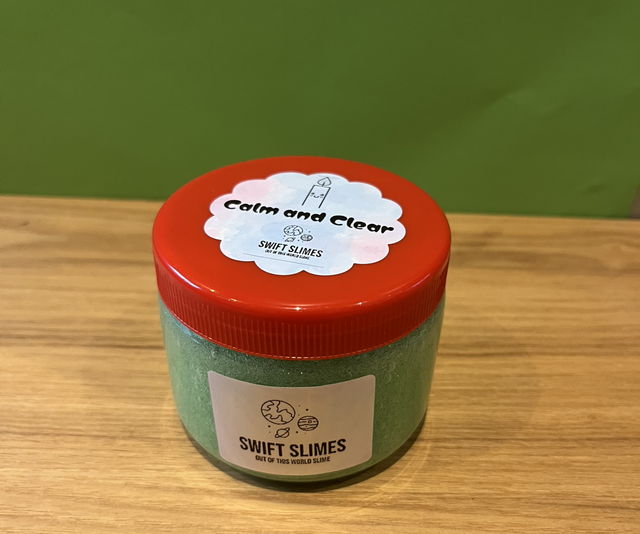 Calm and Clear
SWIFT SLIMES
OUT OF THIS WORLD SLIME
SWIFT SLIMES
OUT OF THIS WORLD SLIME